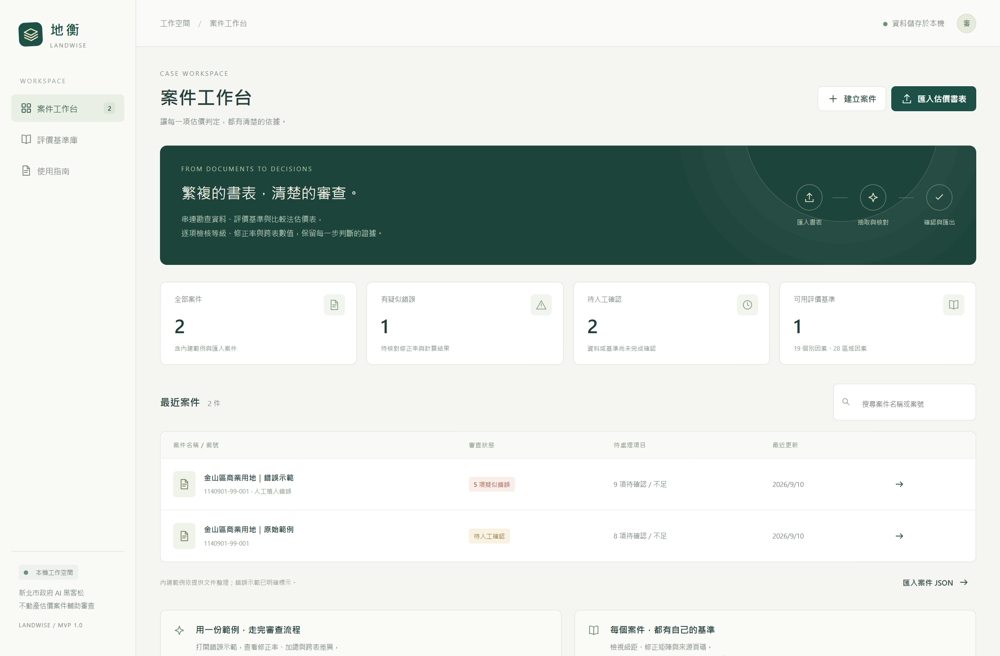 地衡
LANDWISE
WORKSPACE
案件工作台 2
評價基準庫
使用指南
本機工作空間
新北市政府 AI 黑客松
不動產估價案件輔助審查
LANDWISE / MVP 1.0
工作空間 / 案件工作台
資料儲存於本機
審
CASE WORKSPACE
案件工作台
讓每一項估價判定，都有清楚的依據。
建立案件
匯入估價書表
FROM DOCUMENTS TO DECISIONS
繁複的書表，清楚的審查。
串連勘查資料、評價基準與比較法估價表，
逐項檢核等級、修正率與跨表數值，保留每一步判斷的證據。
匯入書表
抽取與核對
確認與匯出
全部案件
2
含內建範例與匯入案件
有疑似錯誤
1
待核對修正率與計算結果
待人工確認
2
資料或基準尚未完成確認
可用評價基準
1
19 個別因素・28 區域因素
最近案件 2 件
搜尋案件名稱或案號
案件名稱 / 案號 審查狀態 待處理項目 最近更新
金山區商業用地｜錯誤示範
1140901-99-001 · 人工植入錯誤
5 項疑似錯誤
9 項待確認 / 不足
2026/9/10
金山區商業用地｜原始範例
1140901-99-001
待人工確認
8 項待確認 / 不足
2026/9/10
內建範例依提供文件整理；錯誤示範已明確標示。
匯入案件 JSON
用一份範例，走完審查流程
打開錯誤示範，查看修正率、加總與跨表差異，
每個案件，都有自己的基準
檢視級距、修正矩陣與來源頁碼。